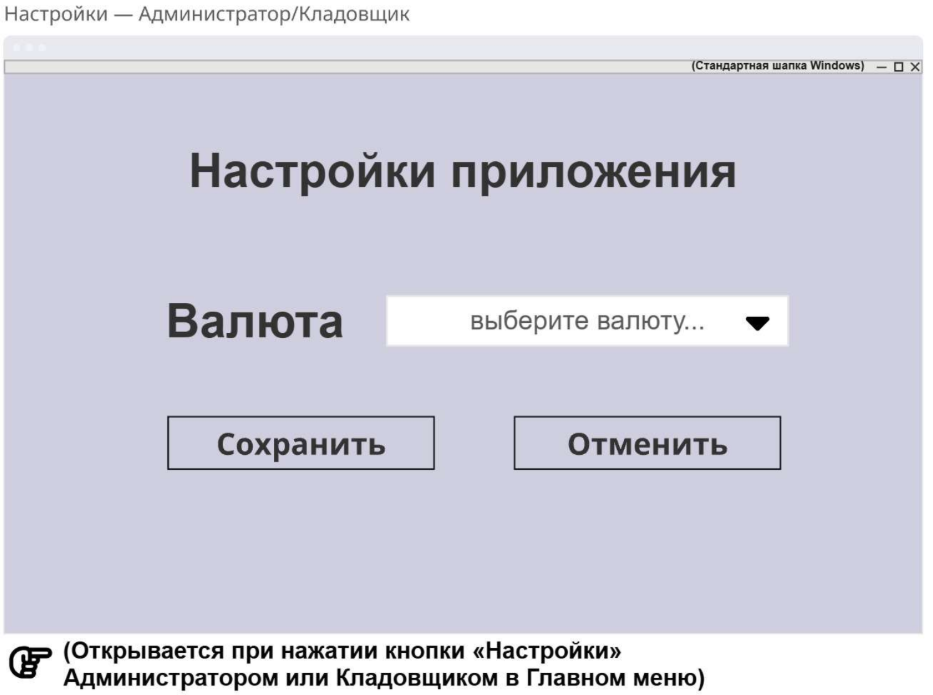 Настройки — Администратор/Кладовщик
(Стандартная шапка Windows)
Настройки приложения
Валюта выберите валюту...
Сохранить Отменить
(Открывается при нажатии кнопки «Настройки»
Администратором или Кладовщиком в Главном меню)